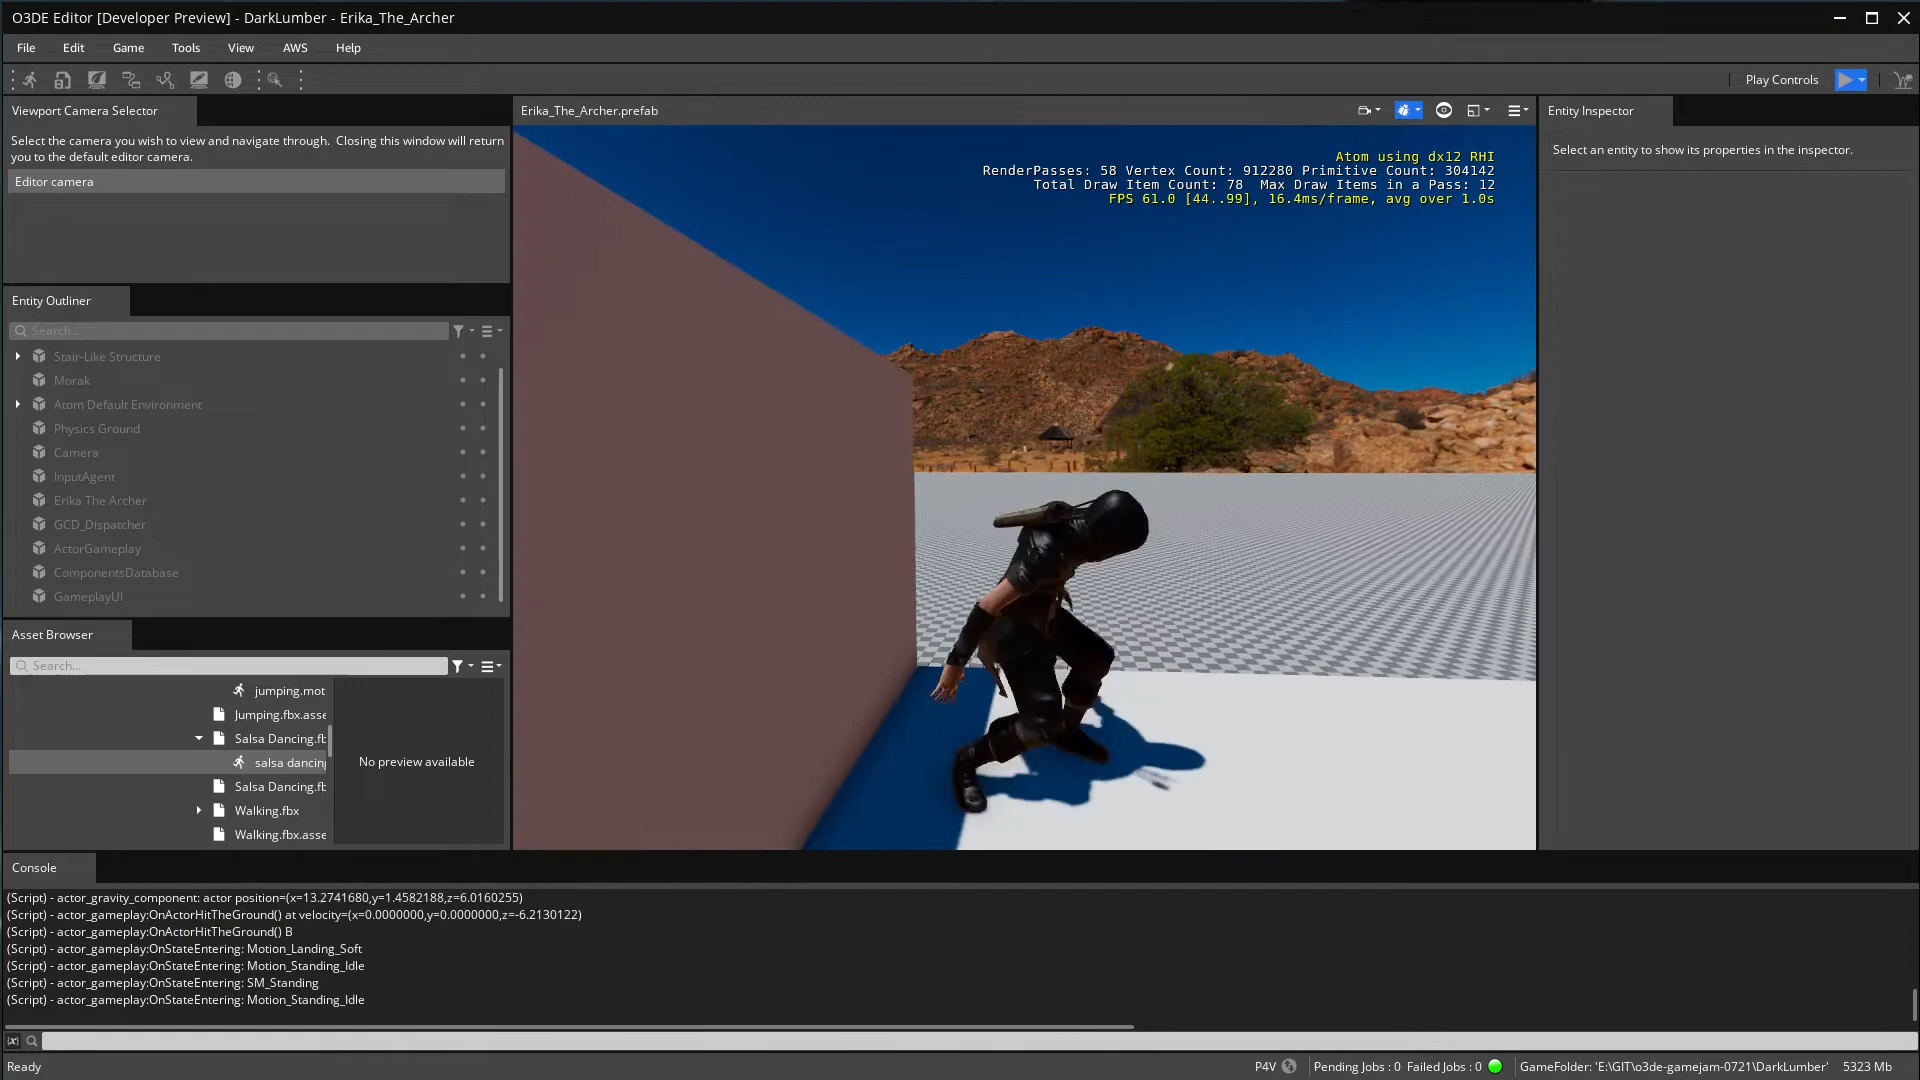 O3DE Editor [Developer Preview] - DarkLumber - Erika_The_Archer
File Edit Game Tools View AWS Help
Play Controls
Viewport Camera Selector
Select the camera you wish to view and navigate through. Closing this window will return
you to the default editor camera.
Editor camera
Entity Outliner
Search...
Stair-Like Structure
Morak
Atom Default Environment
Physics Ground
Camera
InputAgent
Erika The Archer
GCD_Dispatcher
ActorGameplay
ComponentsDatabase
GameplayUI
Asset Browser
Search...
jumping.mot
Jumping.fbx.asse
Salsa Dancing.fb
salsa dancing
Salsa Dancing.fb
Walking.fbx
Walking.fbx.asse
No preview available
Erika_The_Archer.prefab
Atom using dx12 RHI
RenderPasses: 58 Vertex Count: 912280 Primitive Count: 304142
Total Draw Item Count: 78 Max Draw Items in a Pass: 12
FPS 61.0 [44..99], 16.4ms/frame, avg over 1.0s
Entity Inspector
Select an entity to show its properties in the inspector.
Console
(Script) - actor_gravity_component: actor position=(x=13.2741680,y=1.4582188,z=6.0160255)
(Script) - actor_gameplay:OnActorHitTheGround() at velocity=(x=0.0000000,y=0.0000000,z=-6.2130122)
(Script) - actor_gameplay:OnActorHitTheGround() B
(Script) - actor_gameplay:OnStateEntering: Motion_Landing_Soft
(Script) - actor_gameplay:OnStateEntering: Motion_Standing_Idle
(Script) - actor_gameplay:OnStateEntering: SM_Standing
(Script) - actor_gameplay:OnStateEntering: Motion_Standing_Idle
Ready
P4V Pending Jobs : 0 Failed Jobs : 0 GameFolder: 'E:\GIT\o3de-gamejam-0721\DarkLumber' 5323 Mb